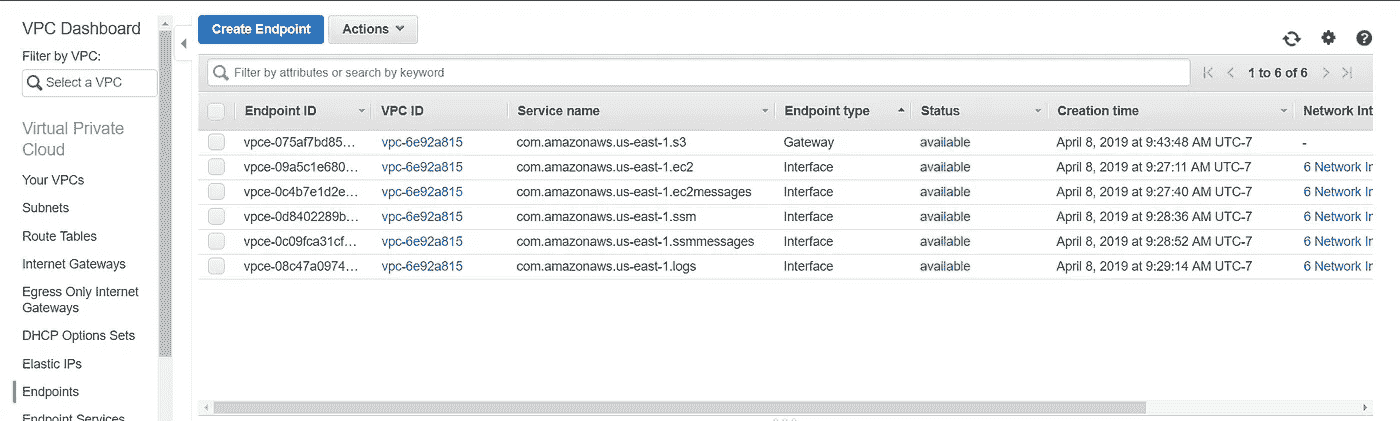 VPC Dashboard
Filter by VPC:
Select a VPC
Virtual Private
Cloud
Your VPCs
Subnets
Route Tables
Internet Gateways
Egress Only Internet
Gateways
DHCP Options Sets
Elastic IPs
Endpoints
Endpoint Services
Create Endpoint Actions
Filter by attributes or search by keyword 1 to 6 of 6
Endpoint ID VPC ID Service name Endpoint type Status Creation time Network Int
vpce-075af7bd85... vpc-6e92a815 com.amazonaws.us-east-1.s3 Gateway available April 8, 2019 at 9:43:48 AM UTC-7 -
vpce-09a5c1e680... vpc-6e92a815 com.amazonaws.us-east-1.ec2 Interface available April 8, 2019 at 9:27:11 AM UTC-7 6 Network In
vpce-0c4b7e1d2e... vpc-6e92a815 com.amazonaws.us-east-1.ec2messages Interface available April 8, 2019 at 9:27:40 AM UTC-7 6 Network In
vpce-0d8402289b... vpc-6e92a815 com.amazonaws.us-east-1.ssm Interface available April 8, 2019 at 9:28:36 AM UTC-7 6 Network In
vpce-0c09fca31cf... vpc-6e92a815 com.amazonaws.us-east-1.ssmmessages Interface available April 8, 2019 at 9:28:52 AM UTC-7 6 Network In
vpce-08c47a0974... vpc-6e92a815 com.amazonaws.us-east-1.logs Interface available April 8, 2019 at 9:29:14 AM UTC-7 6 Network In